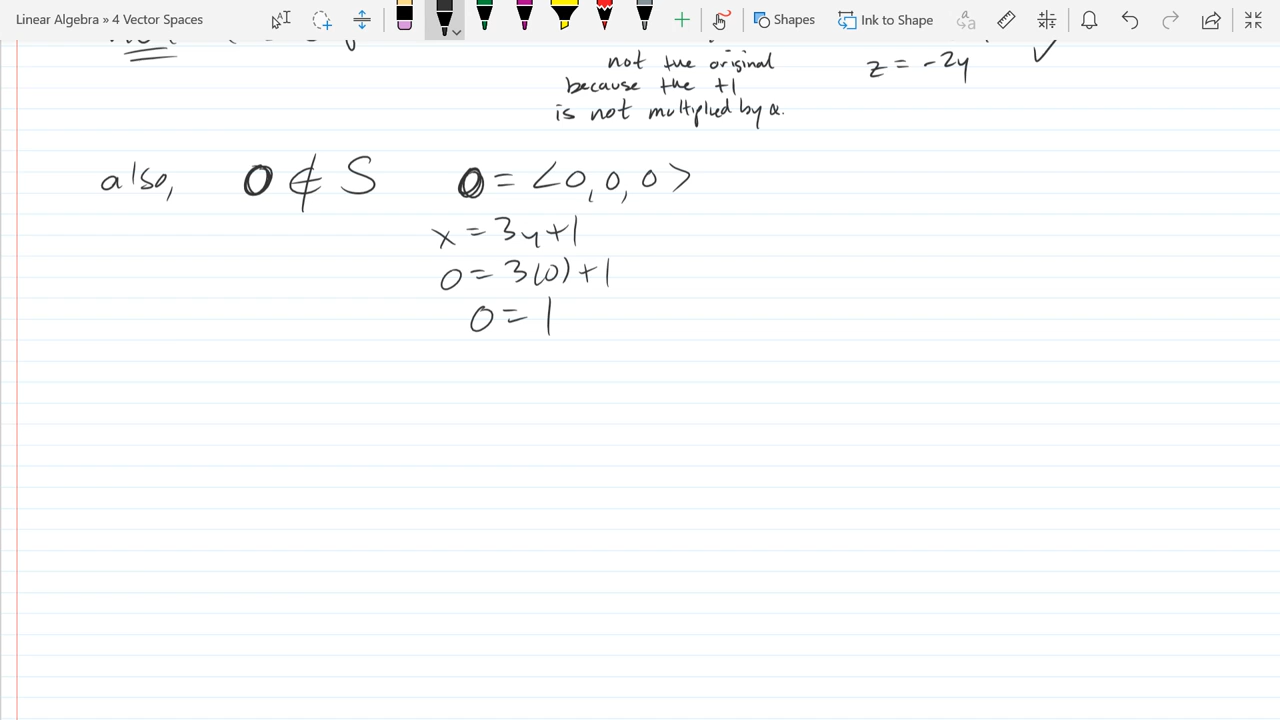 Linear Algebra » 4 Vector Spaces
Shapes
Ink to Shape
not the original
because the +1
is not multiplied by α.
z = -2y ✓
also, 0 ∉ S 0 = <0, 0, 0>
x = 3y + 1
0 = 3(0) + 1
0 = 1